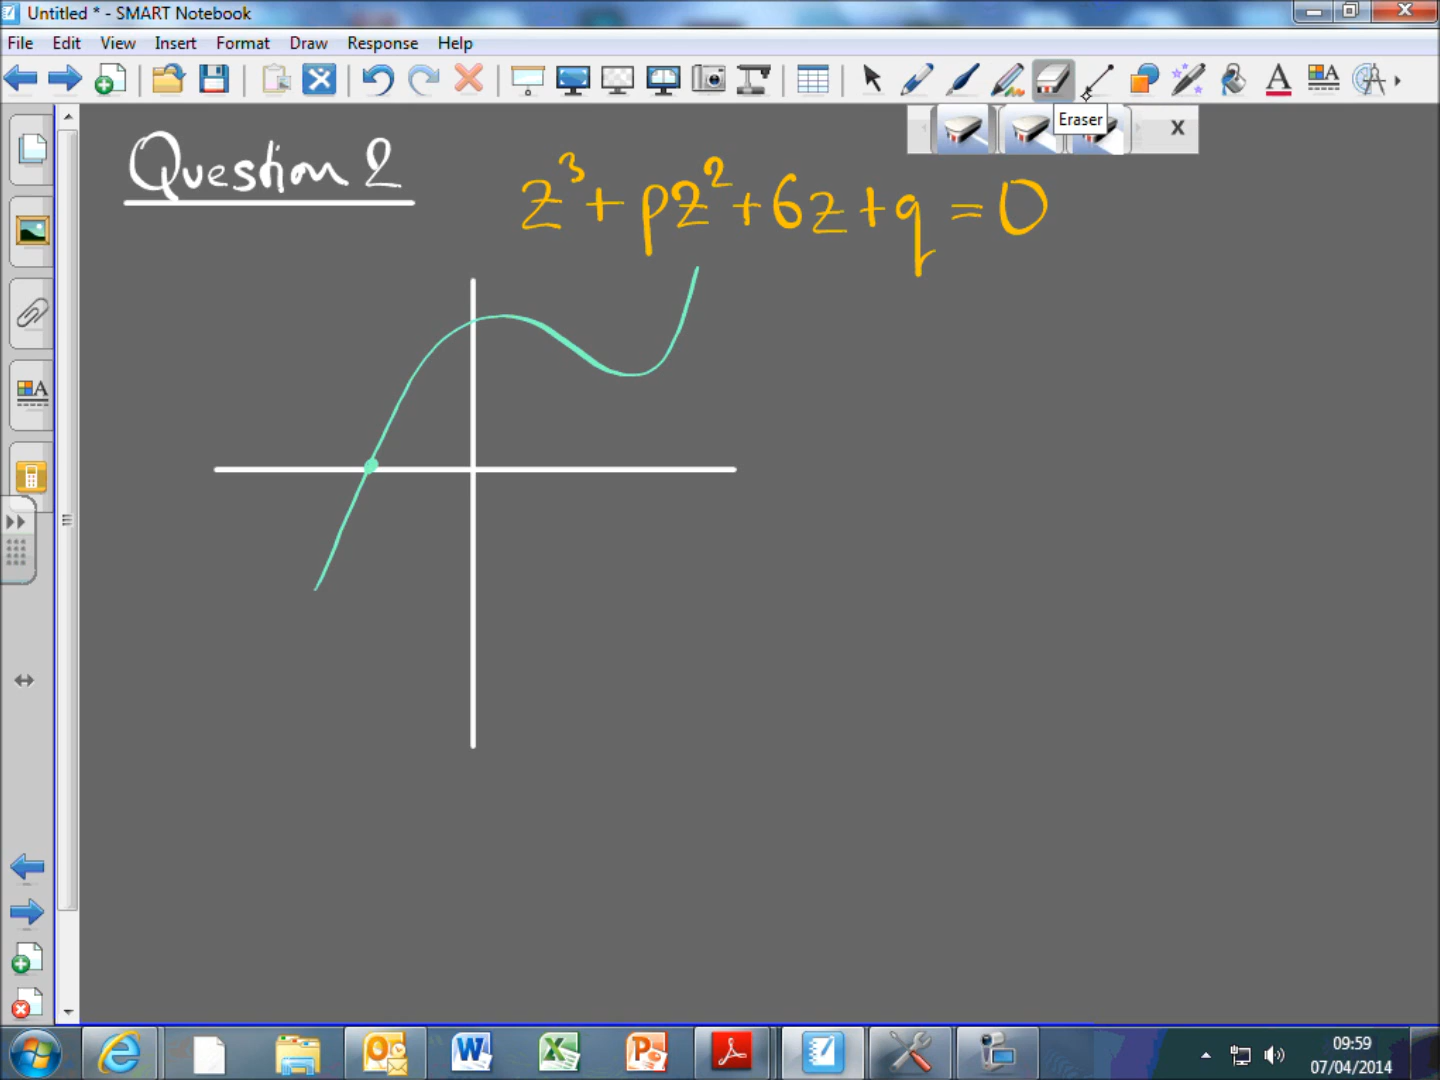 Untitled * - SMART Notebook
File Edit View Insert Format Draw Response Help
Eraser
X
Question 2
z³ + pz² + 6z + q = 0
09:59
07/04/2014